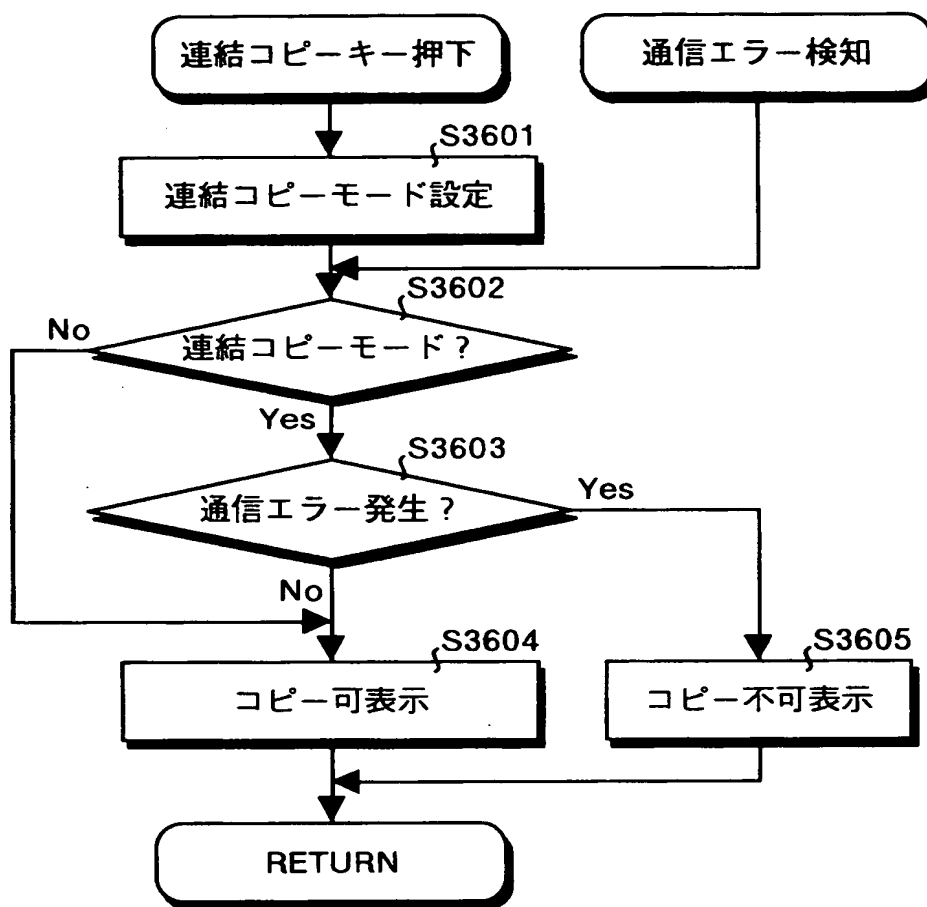 連結コピーキー押下
通信エラー検知
S3601
連結コピーモード設定
S3602
No
連結コピーモード?
Yes
S3603
通信エラー発生?
Yes
No
S3604
コピー可表示
S3605
コピー不可表示
RETURN